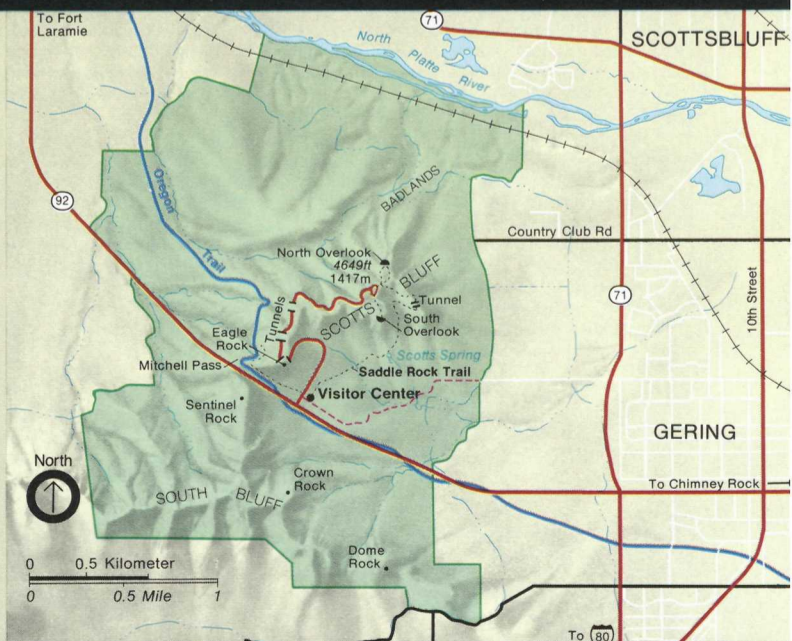 To Fort
Laramie
71
SCOTTSBLUFF
North
Platte
River
Oregon
Trail
92
BADLANDS
Country Club Rd
North Overlook
4649ft
1417m
SCOTTS BLUFF
Tunnel
South
Overlook
Tunnels
71
10th Street
Eagle
Rock
Mitchell Pass
Scotts Spring
Saddle Rock Trail
Visitor Center
Sentinel
Rock
GERING
North
Crown
Rock
To Chimney Rock
SOUTH BLUFF
Dome
Rock
0 0.5 Kilometer
0 0.5 Mile 1
To 80